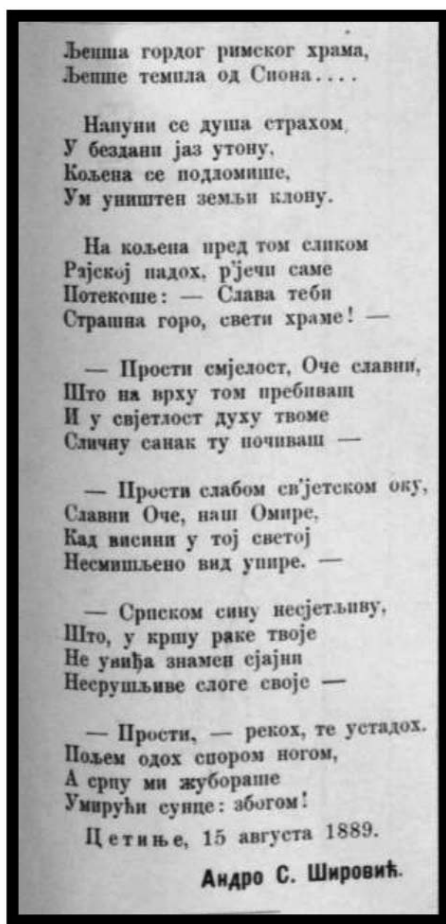 Љепша гордог римског храма,
Љепше темпла од Сиона....
Напуни се душа страхом,
У бездани јаз утону,
Кољена се подломише,
Ум уништен земљи клону.
На кољена пред том сликом
Рајској падох, р'јечи саме
Потекоше: — Слава теби
Страшна горо, свети храме! —
— Прости смјелост, Оче славни,
Што на врху том пребиваш
И у свјетлост духу твоме
Сличну санак ту почиваш —
— Прости слабом св'јетском оку,
Славни Оче, наш Омире,
Кад висини у тој светој
Несмишљено вид упире. —
— Српском сину несјетљиву,
Што, у кршу раке твоје
Не увиђа знамен сјајни
Несрушљиве слоге своје —
— Прости, — рекох, те устадох.
Пољем одох спором ногом,
А срцу ми жубораше
Умирући сунце: збогом!
Цетиње, 15 августа 1889.
Андро С. Шировић.